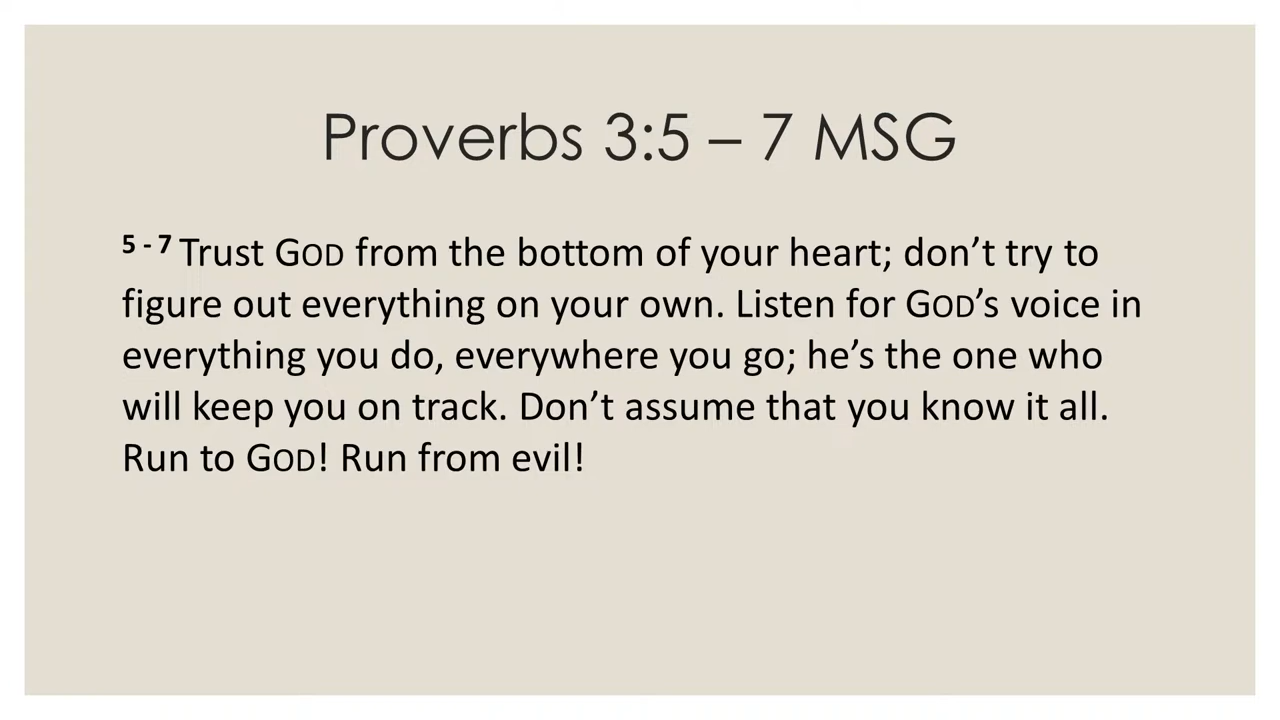 Proverbs 3:5 – 7 MSG
5 - 7 Trust GOD from the bottom of your heart; don’t try to
figure out everything on your own. Listen for GOD’s voice in
everything you do, everywhere you go; he’s the one who
will keep you on track. Don’t assume that you know it all.
Run to GOD! Run from evil!